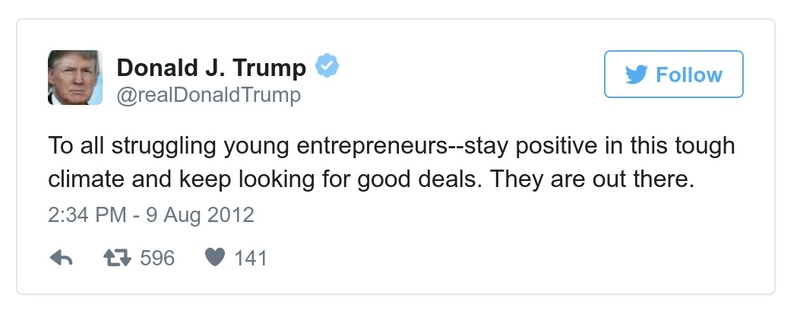 Donald J. Trump
@realDonaldTrump
Follow
To all struggling young entrepreneurs--stay positive in this tough
climate and keep looking for good deals. They are out there.
2:34 PM - 9 Aug 2012
596 141